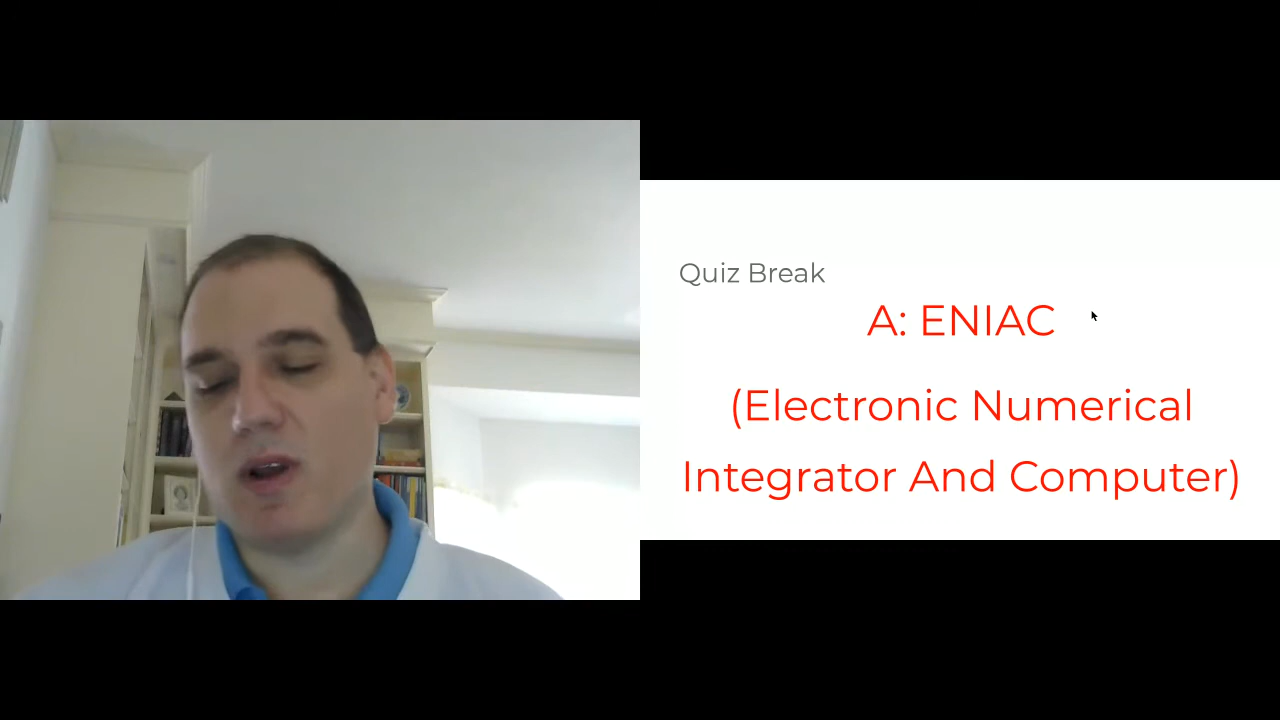 Quiz Break
A: ENIAC
(Electronic Numerical
Integrator And Computer)